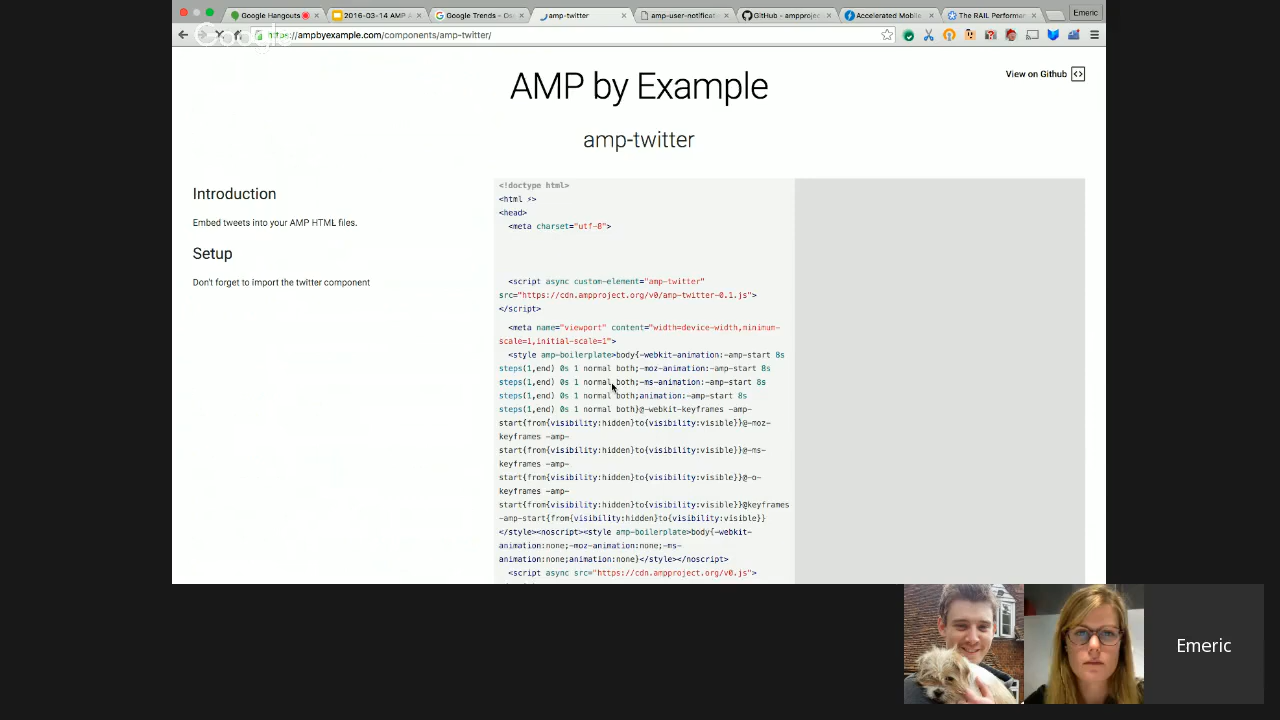 Google Hangouts
2016-03-14 AMP
Google Trends - Os
amp-twitter
amp-user-notificat
GitHub - ampproje
Accelerated Mobile
The RAIL Performa
Emeric
Google
https://ampbyexample.com/components/amp-twitter/
AMP by Example
View on Github <>
amp-twitter
Introduction
Embed tweets into your AMP HTML files.
Setup
Don't forget to import the twitter component
<!doctype html>
<html ⚡>
<head>
<meta charset="utf-8">
<script async custom-element="amp-twitter"
src="https://cdn.ampproject.org/v0/amp-twitter-0.1.js">
</script>
<meta name="viewport" content="width=device-width,minimum-
scale=1,initial-scale=1">
<style amp-boilerplate>body{-webkit-animation:-amp-start 8s
steps(1,end) 0s 1 normal both;-moz-animation:-amp-start 8s
steps(1,end) 0s 1 normal both;-ms-animation:-amp-start 8s
steps(1,end) 0s 1 normal both;animation:-amp-start 8s
steps(1,end) 0s 1 normal both}@-webkit-keyframes -amp-
start{from{visibility:hidden}to{visibility:visible}}@-moz-
keyframes -amp-
start{from{visibility:hidden}to{visibility:visible}}@-ms-
keyframes -amp-
start{from{visibility:hidden}to{visibility:visible}}@-o-
keyframes -amp-
start{from{visibility:hidden}to{visibility:visible}}@keyframes
-amp-start{from{visibility:hidden}to{visibility:visible}}
</style><noscript><style amp-boilerplate>body{-webkit-
animation:none;-moz-animation:none;-ms-
animation:none;animation:none}</style></noscript>
<script async src="https://cdn.ampproject.org/v0.js">
Emeric